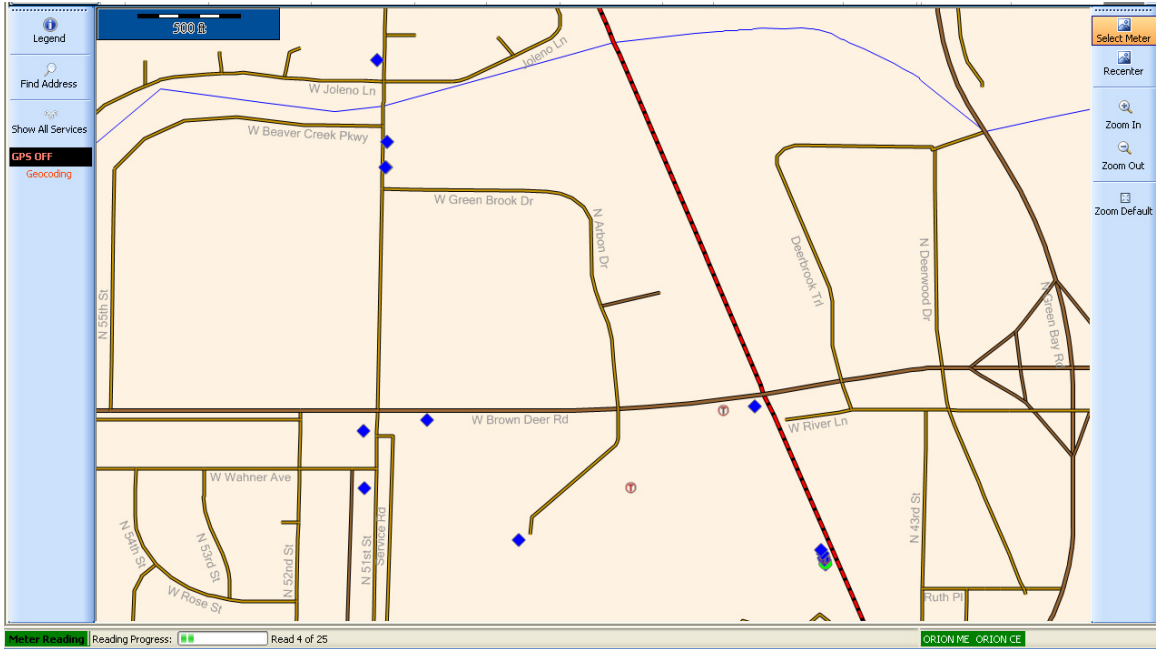 Legend
Find Address
Show All Services
GPS OFF
Geocoding
500 ft
Joleno Ln
W Joleno Ln
W Beaver Creek Pkwy
W Green Brook Dr
N Arbon Dr
N 55th St
Deerbrook Trl
N Deerwood Dr
N Green Bay Rd
W Brown Deer Rd
T
W River Ln
W Wahner Ave
T
N 54th St
N 53rd St
N 52nd St
N 51st St
Service Rd
N 43rd St
W Rose St
Ruth Pl
Select Meter
Recenter
Zoom In
Zoom Out
Zoom Default
Meter Reading Reading Progress: Read 4 of 25 ORION ME ORION CE